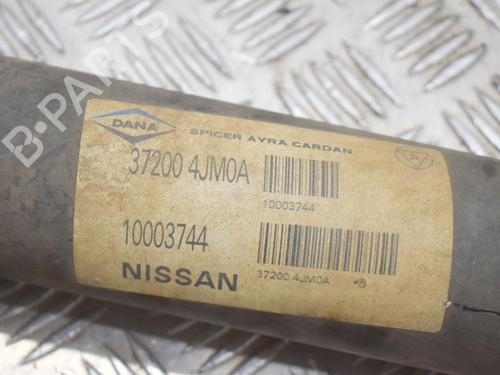 B-PARTS
DANA
SPICER AYRA CARDAN
37200 4JM0A
10003744
10003744
NISSAN
37200 4JM0A